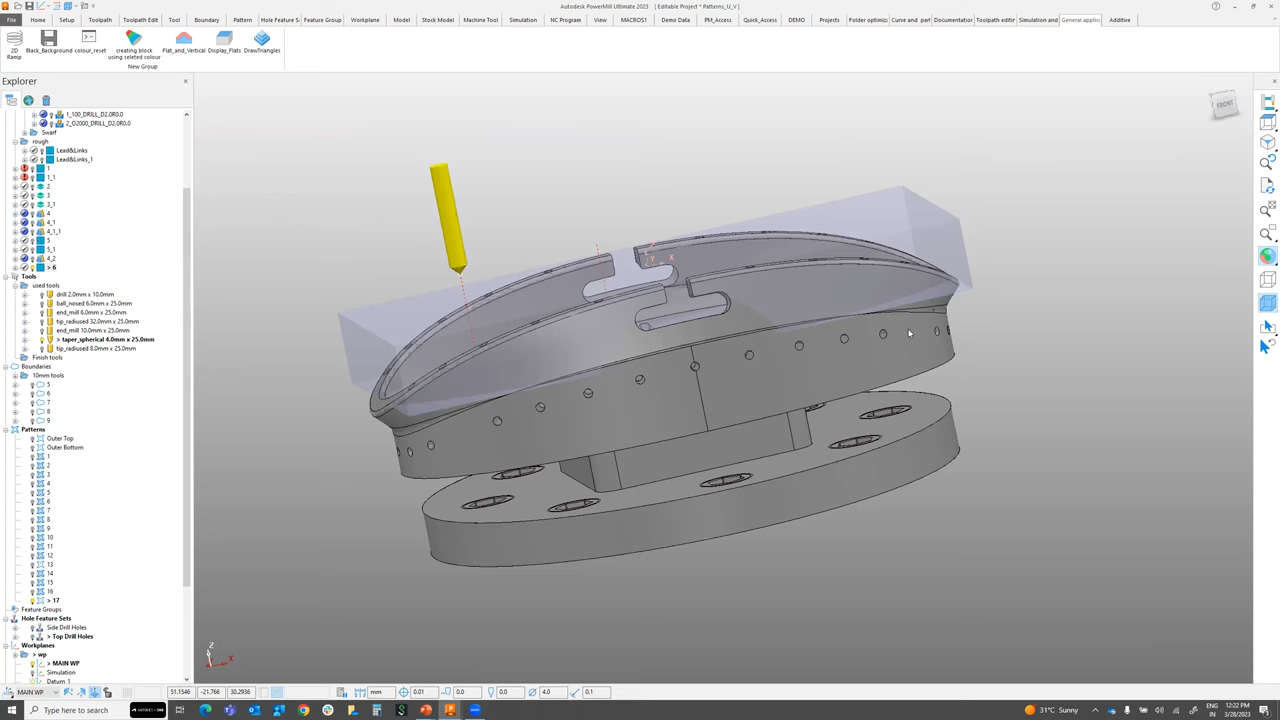 Autodesk PowerMill Ultimate 2023    [ Editable Project * Patterns_U_V ]
File Home Setup Toolpath Toolpath Edit Tool Boundary Pattern Hole Feature S Feature Group Workplane Model Stock Model Machine Tool Simulation NC Program View MACROS1 Demo Data PM_Access Quick_Access DEMO Projects Folder optimiz Curve and part Documentation Toolpath editin Simulation and General applic Additive
2D Ramp
Black_Background
colour_reset
creating block using seleted colour
Flat_and_Vertical
Display_Flats
DrawTriangles
New Group
Explorer
FRONT
1_100_DRILL_D2.0R0.0
2_O2000_DRILL_D2.0R0.0
Swarf
rough
Lead&Links
Lead&Links_1
1
1_1
2
3
3_1
4
4_1
4_1_1
5
5_1
4_2
> 6
Tools
used tools
drill 2.0mm x 10.0mm
ball_nosed 6.0mm x 25.0mm
end_mill 6.0mm x 25.0mm
tip_radiused 32.0mm x 25.0mm
end_mill 10.0mm x 25.0mm
> taper_spherical 4.0mm x 25.0mm
tip_radiused 8.0mm x 25.0mm
Finish tools
Boundaries
10mm tools
5
6
7
8
9
Patterns
Outer Top
Outer Bottom
1
2
3
4
5
6
7
8
9
10
11
12
13
14
15
16
> 17
Feature Groups
Hole Feature Sets
Side Drill Holes
> Top Drill Holes
Workplanes
> wp
> MAIN WP
Simulation
Datum_1
Z
X
Y
X
MAIN WP 51.1546 -21.766 30.2936 mm 0.01 0.0 0.0 4.0 0.1
Type here to search
31°C Sunny
ENG
IN
12:22 PM
3/28/2023